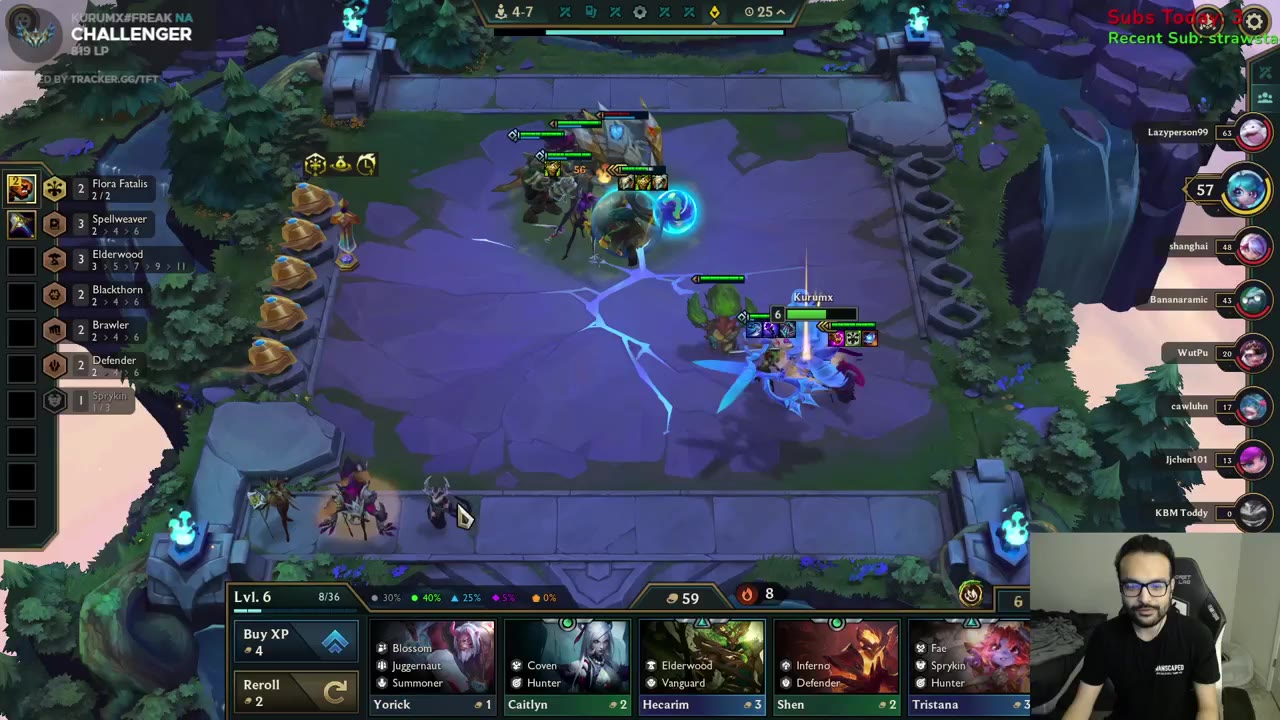 KURUMX#FREAK NA
CHALLENGER
819 LP
ED BY TRACKER.GG/TFT
4-7
25
Subs Today: 3
Recent Sub: strawsta
Lazyperson99 63
57
shanghai 48
Bananaramic 43
WutPu 20
cawluhn 17
Jjchen101 13
KBM Toddy 0
2 Flora Fatalis
2/2
3 Spellweaver
2 > 4 > 6
3 Elderwood
3 > 5 > 7 > 9 > 11
2 Blackthorn
2 > 4 > 6
2 Brawler
2 > 4 > 6
2 Defender
2 > 4 > 6
1 Sprykin
1/3
56
Kurumx
6
Lvl. 6
8/36
30% 40% 25% 5% 0%
59
8
6
Buy XP
4
Reroll
2
Blossom
Juggernaut
Summoner
Yorick 1
Coven
Hunter
Caitlyn 2
Elderwood
Vanguard
Hecarim 3
Inferno
Defender
Shen 2
Fae
Sprykin
Hunter
Tristana 3
MANSCAPED